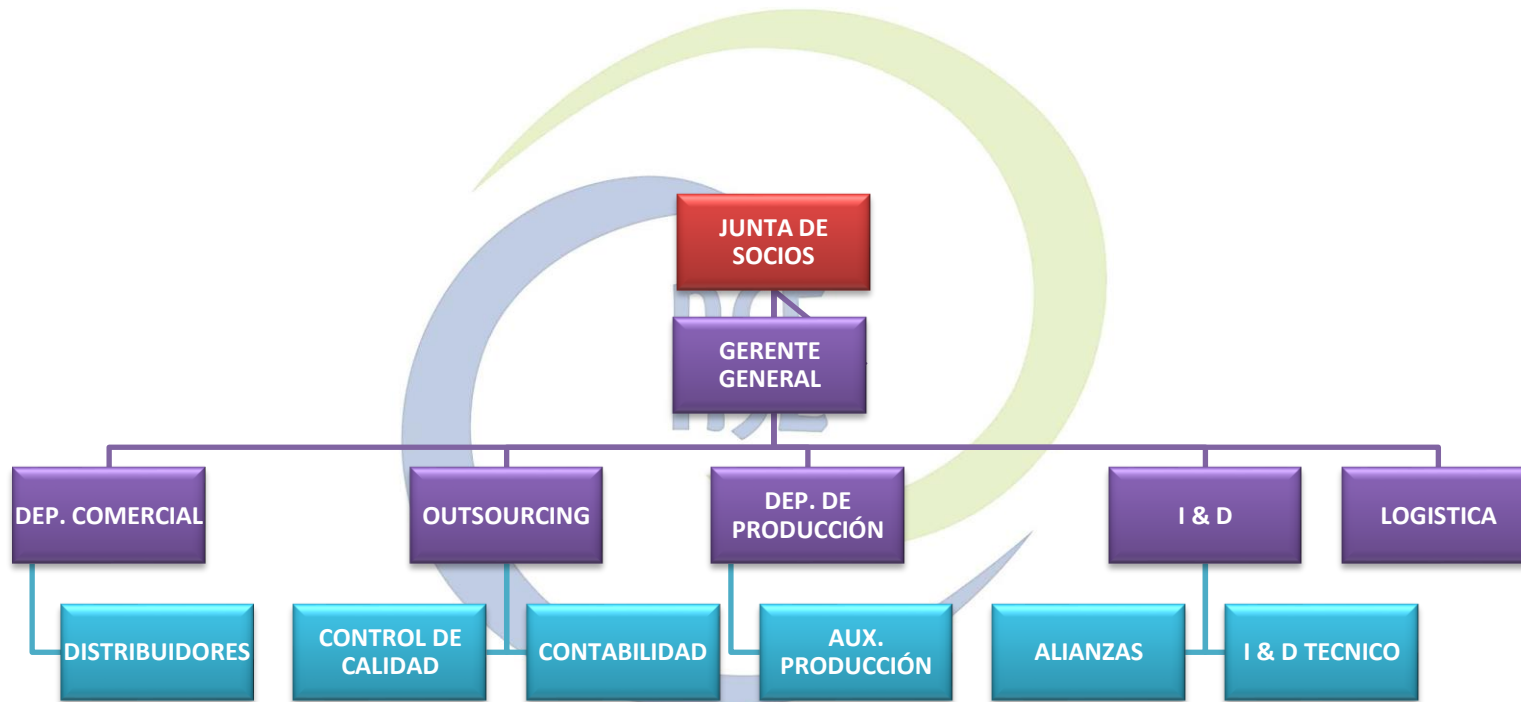 JUNTA DE
SOCIOS
GERENTE
GENERAL
DEP. COMERCIAL
OUTSOURCING
DEP. DE
PRODUCCIÓN
I & D
LOGISTICA
DISTRIBUIDORES
CONTROL DE
CALIDAD
CONTABILIDAD
AUX.
PRODUCCIÓN
ALIANZAS
I & D TECNICO